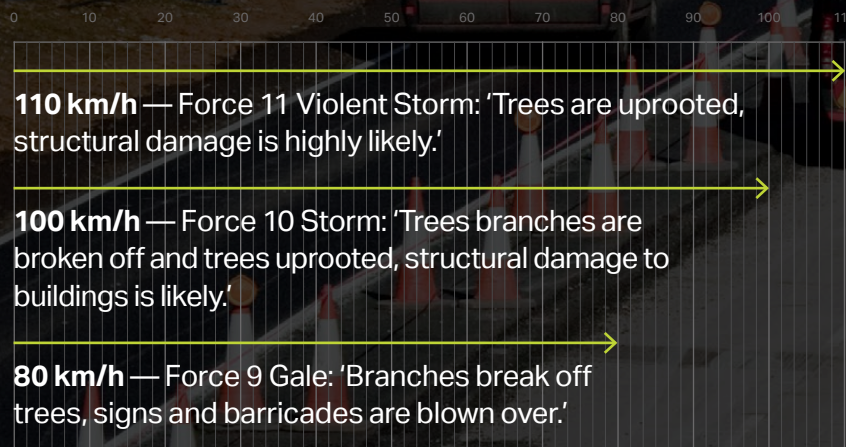 0 10 20 30 40 50 60 70 80 90 100
110 km/h — Force 11 Violent Storm: ‘Trees are uprooted,
structural damage is highly likely.’
100 km/h — Force 10 Storm: ‘Trees branches are
broken off and trees uprooted, structural damage to
buildings is likely.’
80 km/h — Force 9 Gale: ‘Branches break off
trees, signs and barricades are blown over.’